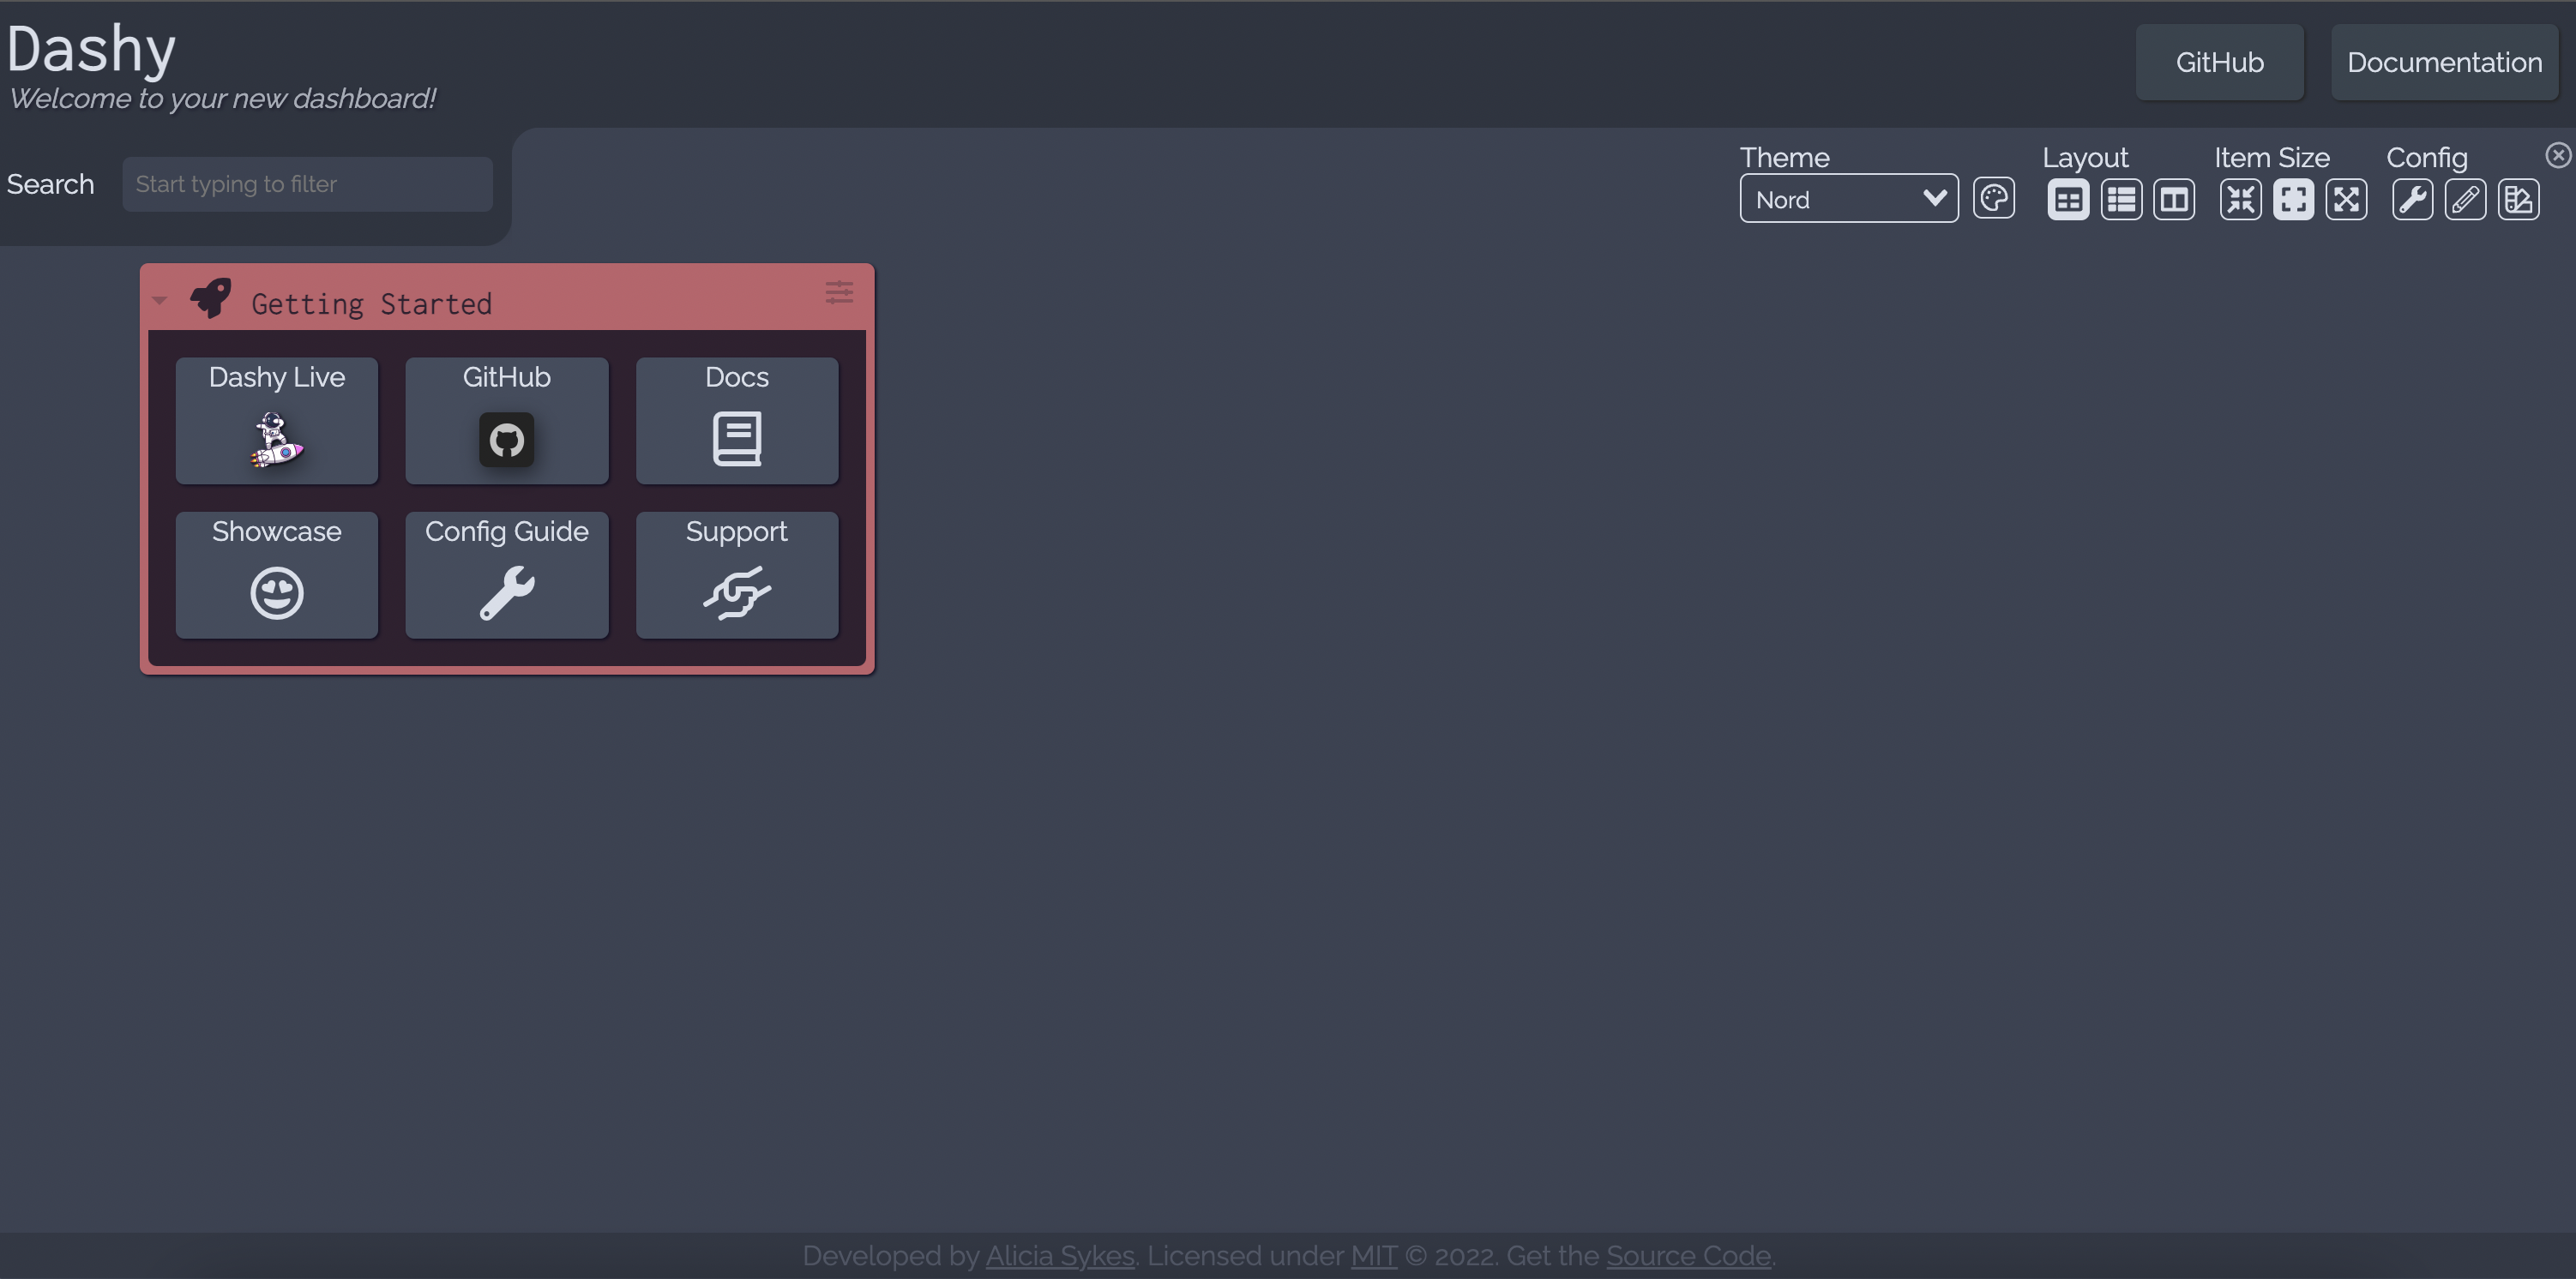 Dashy
Welcome to your new dashboard!
GitHub
Documentation
Search
Start typing to filter
Theme
Nord
Layout
Item Size
Config
Getting Started
Dashy Live
GitHub
Docs
Showcase
Config Guide
Support
Developed by Alicia Sykes. Licensed under MIT © 2022. Get the Source Code.